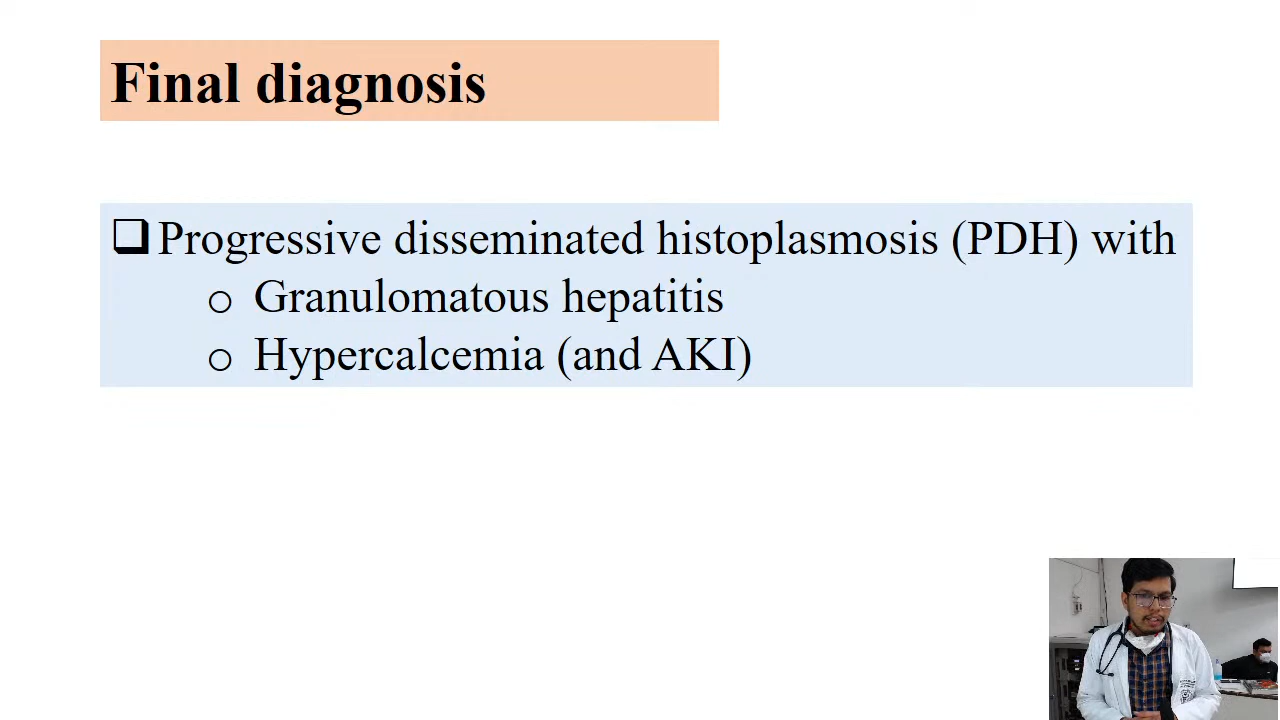 Final diagnosis
❑ Progressive disseminated histoplasmosis (PDH) with
o Granulomatous hepatitis
o Hypercalcemia (and AKI)